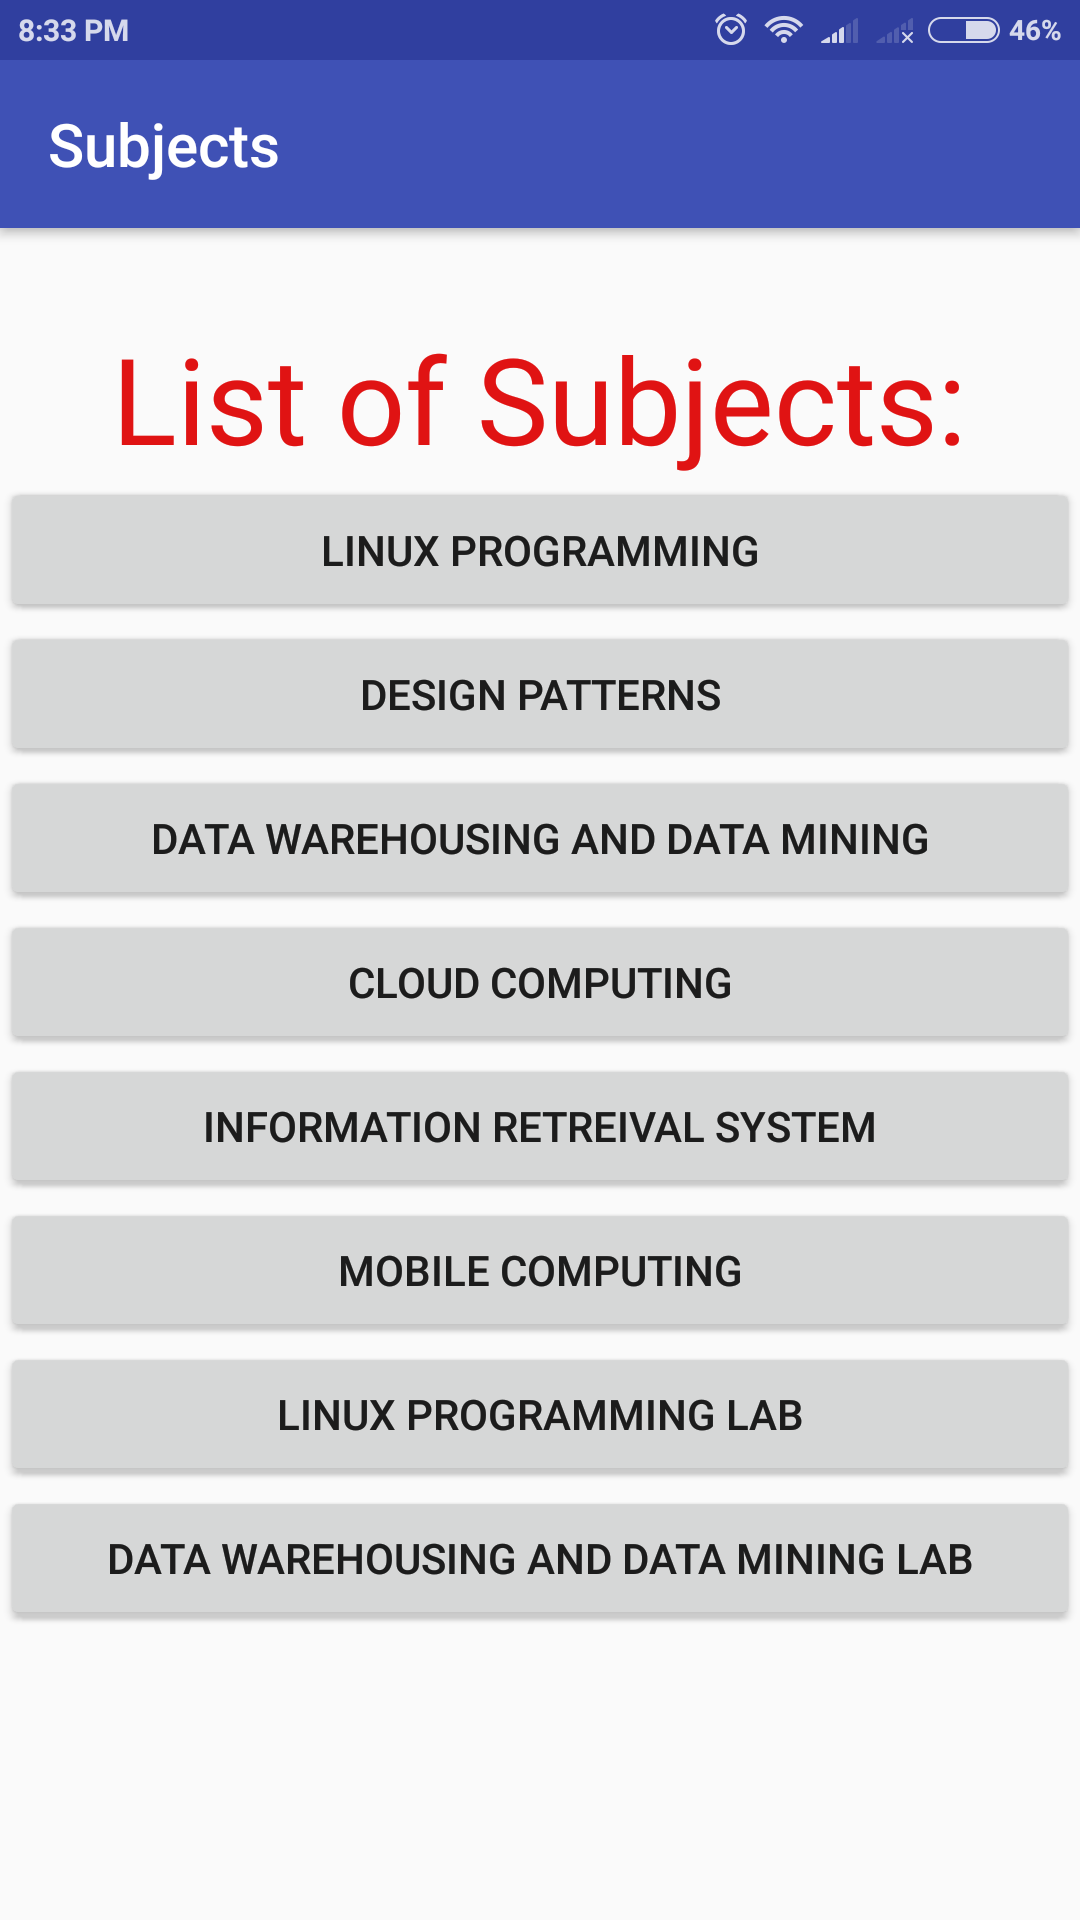 8:33 PM 46%
Subjects
List of Subjects:
LINUX PROGRAMMING
DESIGN PATTERNS
DATA WAREHOUSING AND DATA MINING
CLOUD COMPUTING
INFORMATION RETREIVAL SYSTEM
MOBILE COMPUTING
LINUX PROGRAMMING LAB
DATA WAREHOUSING AND DATA MINING LAB